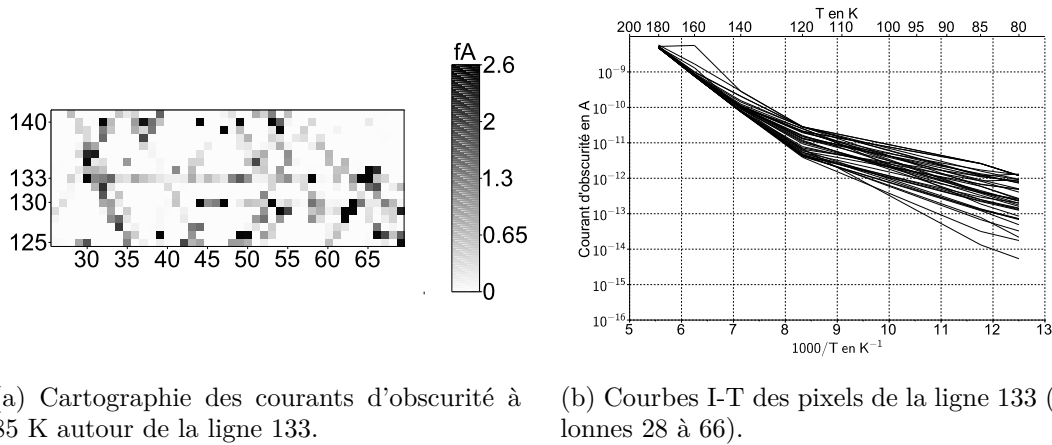 fA
2.6
2
1.3
0.65
0
140
133
130
125
30 35 40 45 50 55 60 65
T en K
200 180 160 140 120 110 100 95 90 85 80
Courant d'obscurité en A
10⁻⁹
10⁻¹⁰
10⁻¹¹
10⁻¹²
10⁻¹³
10⁻¹⁴
10⁻¹⁵
10⁻¹⁶
5 6 7 8 9 10 11 12 13
1000/T en K⁻¹
a) Cartographie des courants d'obscurité à
85 K autour de la ligne 133.
(b) Courbes I-T des pixels de la ligne 133 (
lonnes 28 à 66).